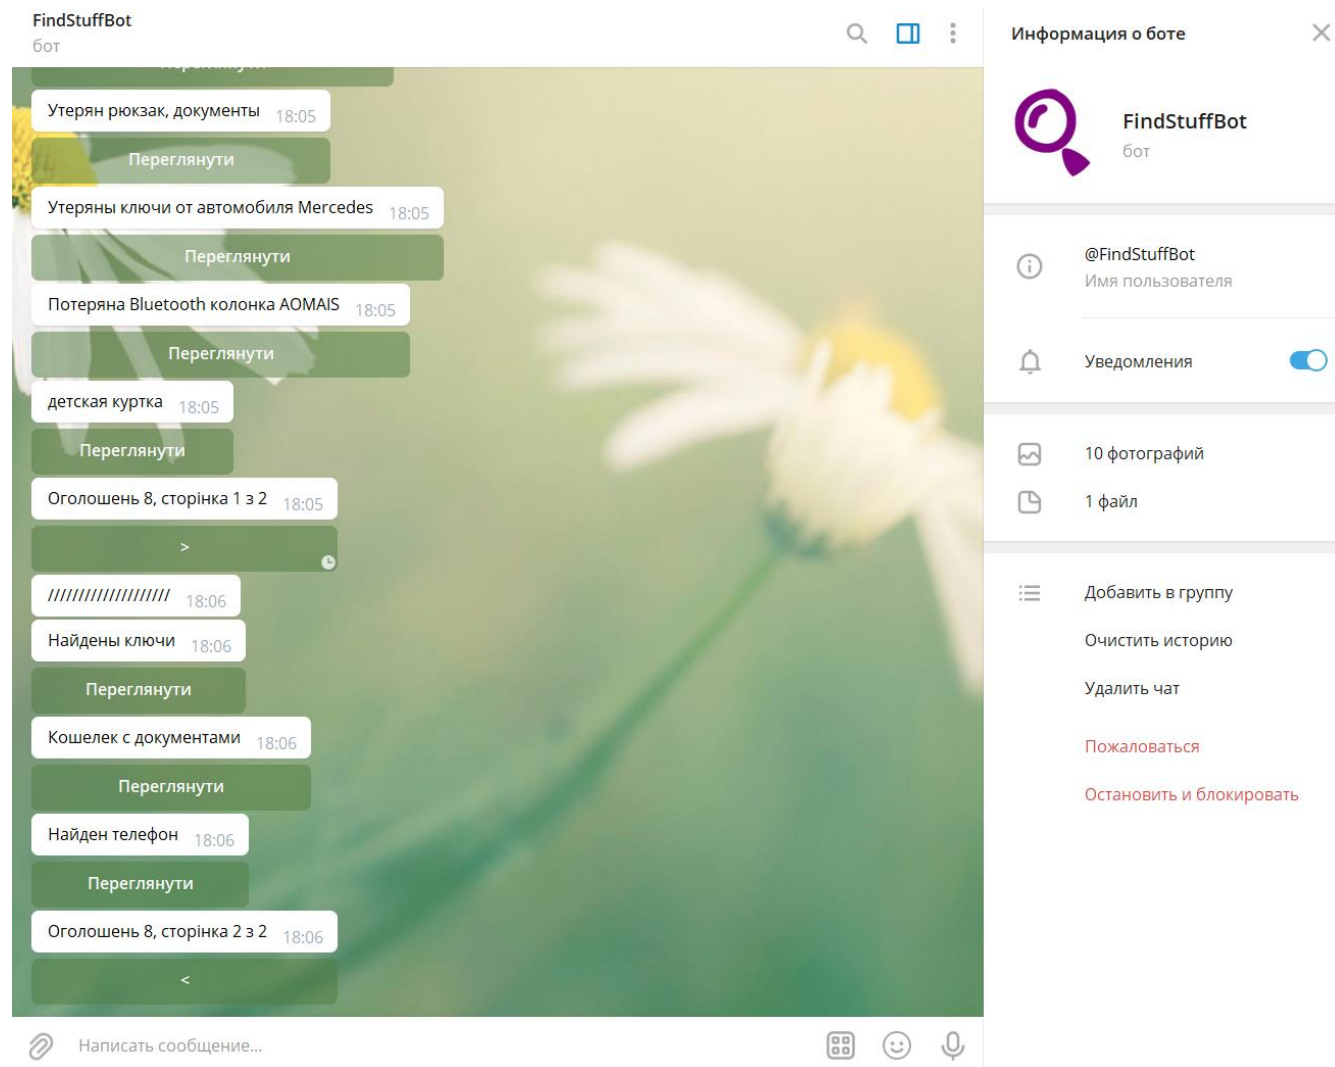 FindStuffBot
бот
Утерян рюкзак, документы 18:05
Переглянути
Утеряны ключи от автомобиля Mercedes 18:05
Переглянути
Потеряна Bluetooth колонка AOMAIS 18:05
Переглянути
детская куртка 18:05
Переглянути
Оголошень 8, сторінка 1 з 2 18:05
>
//////////////////// 18:06
Найдены ключи 18:06
Переглянути
Кошелек с документами 18:06
Переглянути
Найден телефон 18:06
Переглянути
Оголошень 8, сторінка 2 з 2 18:06
<
Написать сообщение...
Информация о боте
FindStuffBot
бот
@FindStuffBot
Имя пользователя
Уведомления
10 фотографий
1 файл
Добавить в группу
Очистить историю
Удалить чат
Пожаловаться
Остановить и блокировать